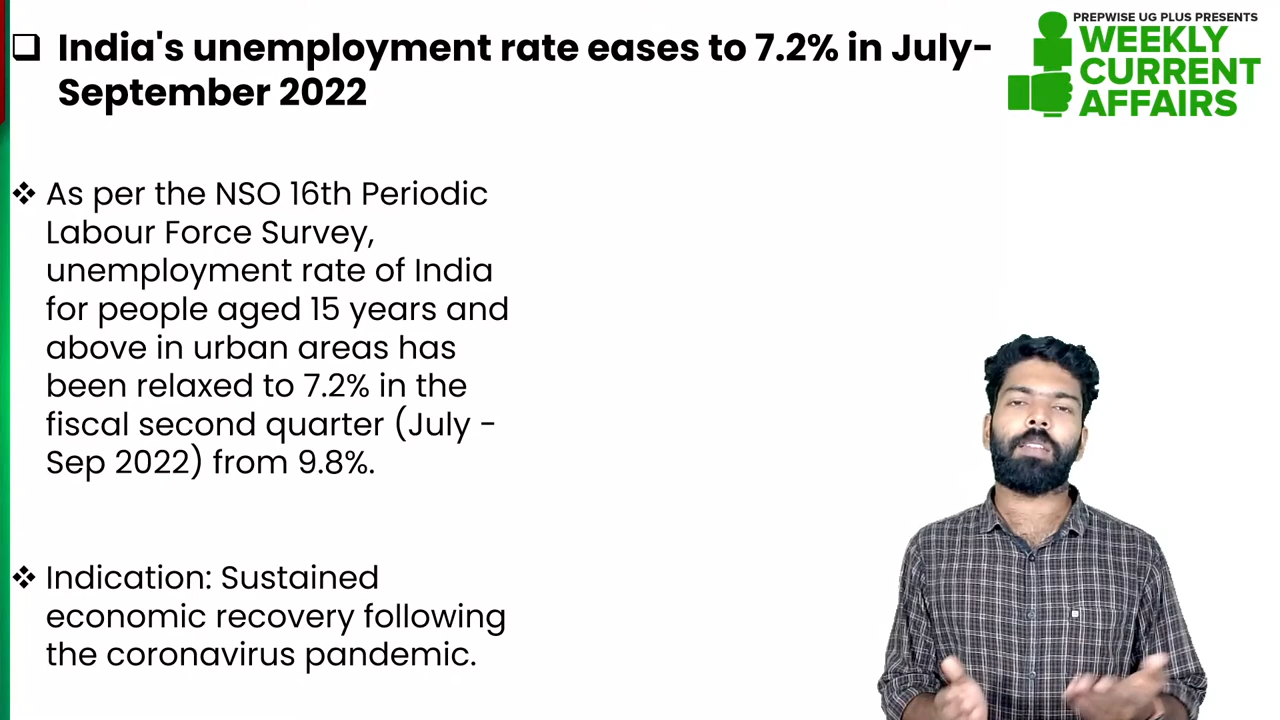 India's unemployment rate eases to 7.2% in July-
September 2022
PREPWISE UG PLUS PRESENTS
WEEKLY
CURRENT
AFFAIRS
As per the NSO 16th Periodic
Labour Force Survey,
unemployment rate of India
for people aged 15 years and
above in urban areas has
been relaxed to 7.2% in the
fiscal second quarter (July -
Sep 2022) from 9.8%.
Indication: Sustained
economic recovery following
the coronavirus pandemic.